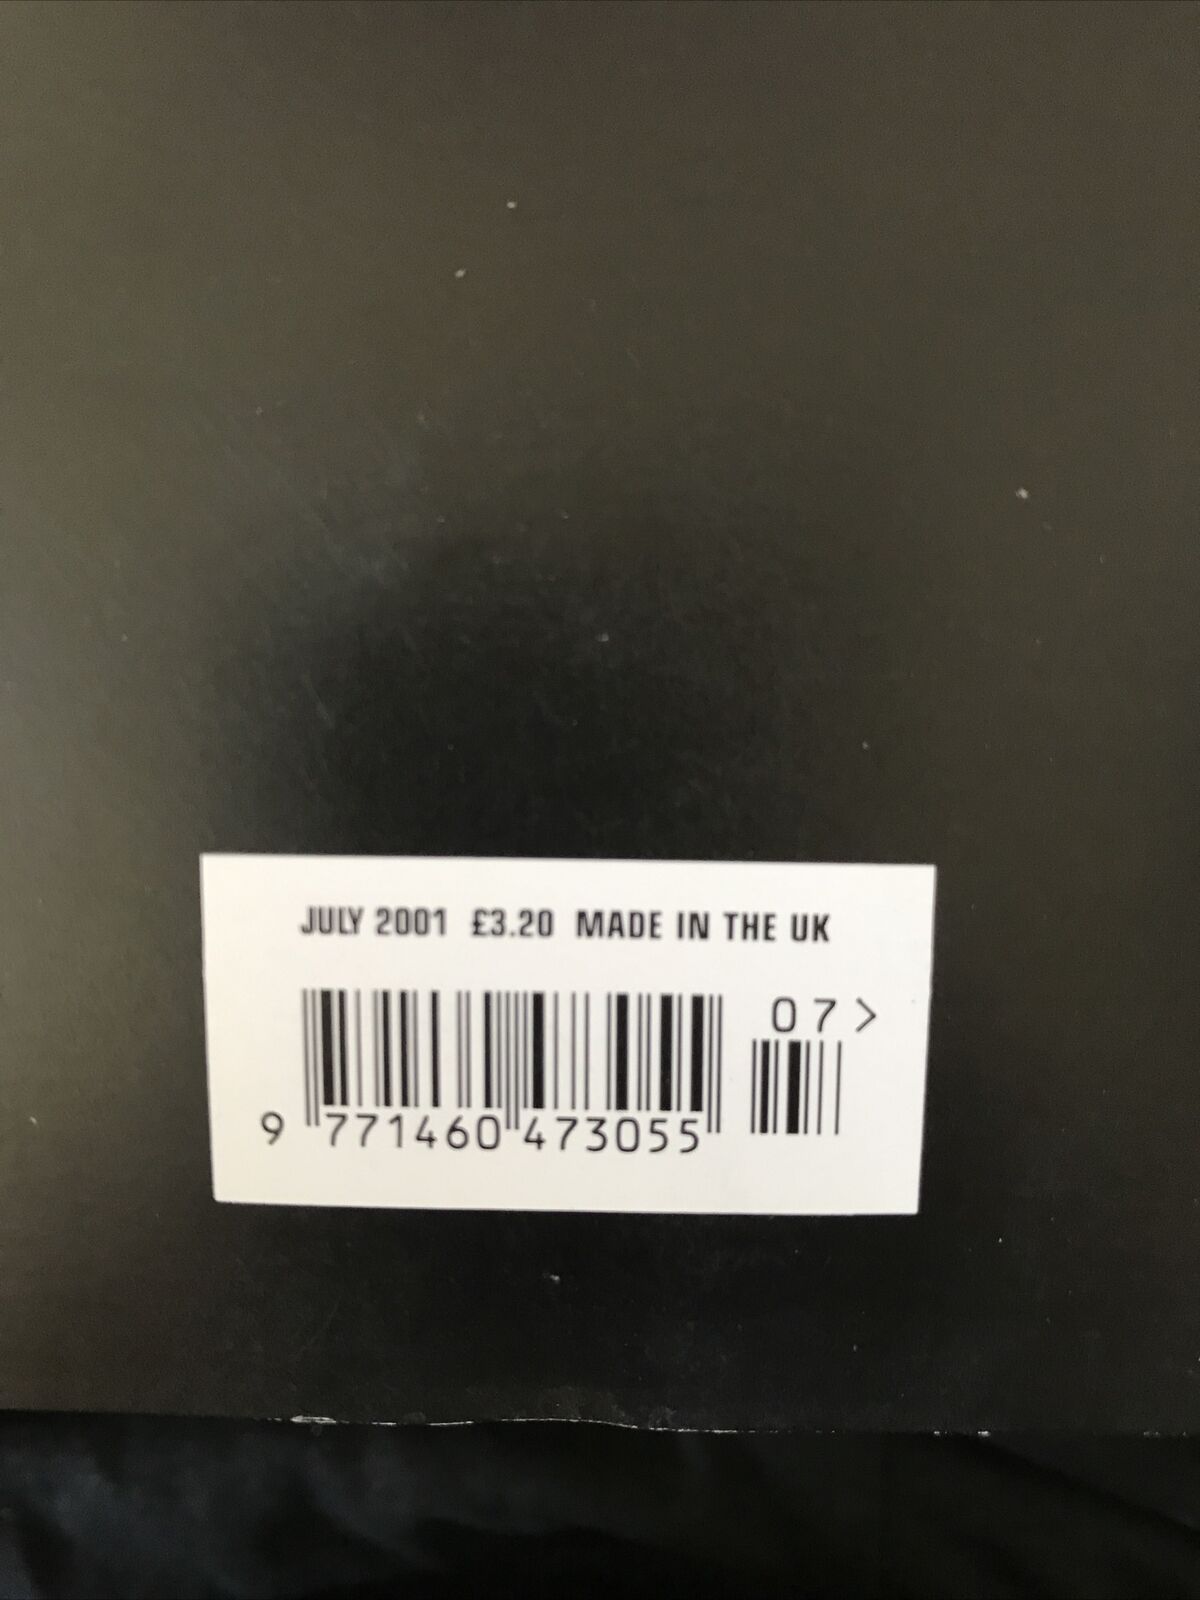 JULY 2001 £3.20 MADE IN THE UK
07>
9 771460 473055